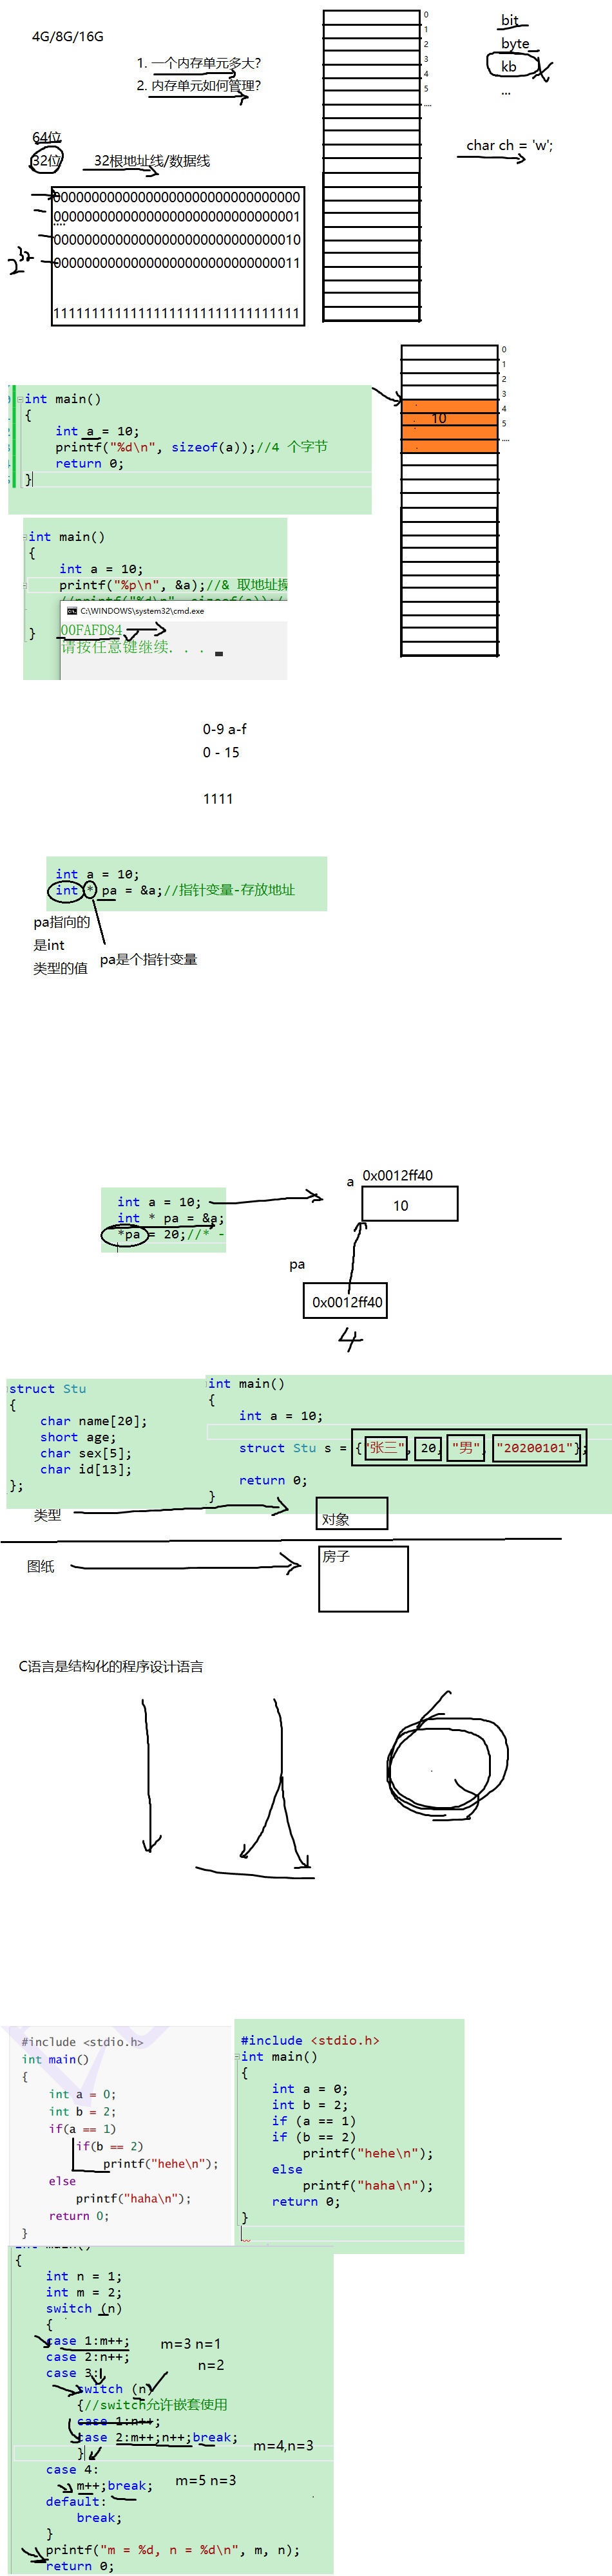 4G/8G/16G
1. 一个内存单元多大?
2. 内存单元如何管理?
0
1
2
3
4
5
....
bit
byte
kb
...
char ch = 'w';
64位
32位
32根地址线/数据线
00000000000000000000000000000000
00000000000000000000000000000001
....
00000000000000000000000000000010
00000000000000000000000000000011
2^32
11111111111111111111111111111111
int main()
{
int a = 10;
printf("%d\n", sizeof(a));//4 个字节
return 0;
}
0
1
2
3
4
5
....
10
int main()
{
int a = 10;
printf("%p\n", &a);//& 取地址操
}
C:\WINDOWS\system32\cmd.exe
00FAFD84
请按任意键继续. . .
0-9 a-f
0 - 15
1111
int a = 10;
int * pa = &a;//指针变量-存放地址
pa指向的
是int
类型的值
pa是个指针变量
int a = 10;
int * pa = &a;
*pa = 20;//* -
a
0x0012ff40
10
pa
0x0012ff40
4
struct Stu
{
char name[20];
short age;
char sex[5];
char id[13];
};
int main()
{
int a = 10;
struct Stu s = {"张三", 20, "男", "20200101"};
return 0;
}
类型
对象
图纸
房子
C语言是结构化的程序设计语言
#include <stdio.h>
int main()
{
int a = 0;
int b = 2;
if(a == 1)
if(b == 2)
printf("hehe\n");
else
printf("haha\n");
return 0;
}
#include <stdio.h>
int main()
{
int a = 0;
int b = 2;
if (a == 1)
if (b == 2)
printf("hehe\n");
else
printf("haha\n");
return 0;
}
int main()
{
int n = 1;
int m = 2;
switch (n)
{
case 1:m++;
case 2:n++;
case 3:
switch (n)
{//switch允许嵌套使用
case 1:n++;
case 2:m++;n++;break;
}
case 4:
m++;break;
default:
break;
}
printf("m = %d, n = %d\n", m, n);
return 0;
m=3 n=1
n=2
m=4,n=3
m=5 n=3